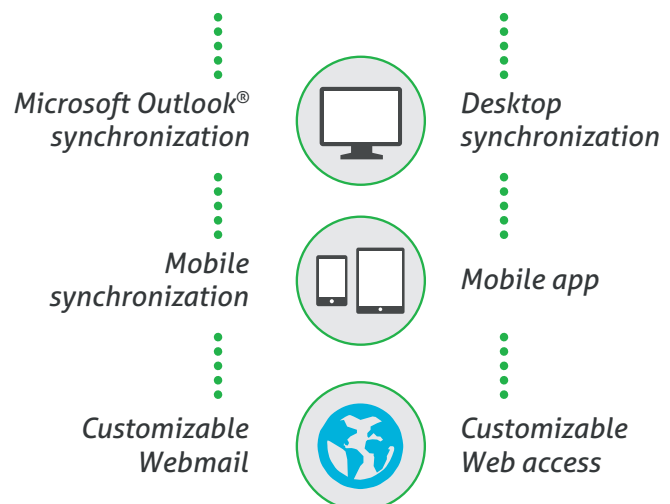 Microsoft Outlook®
synchronization
Desktop
synchronization
Mobile
synchronization
Mobile app
Customizable
Webmail
Customizable
Web access